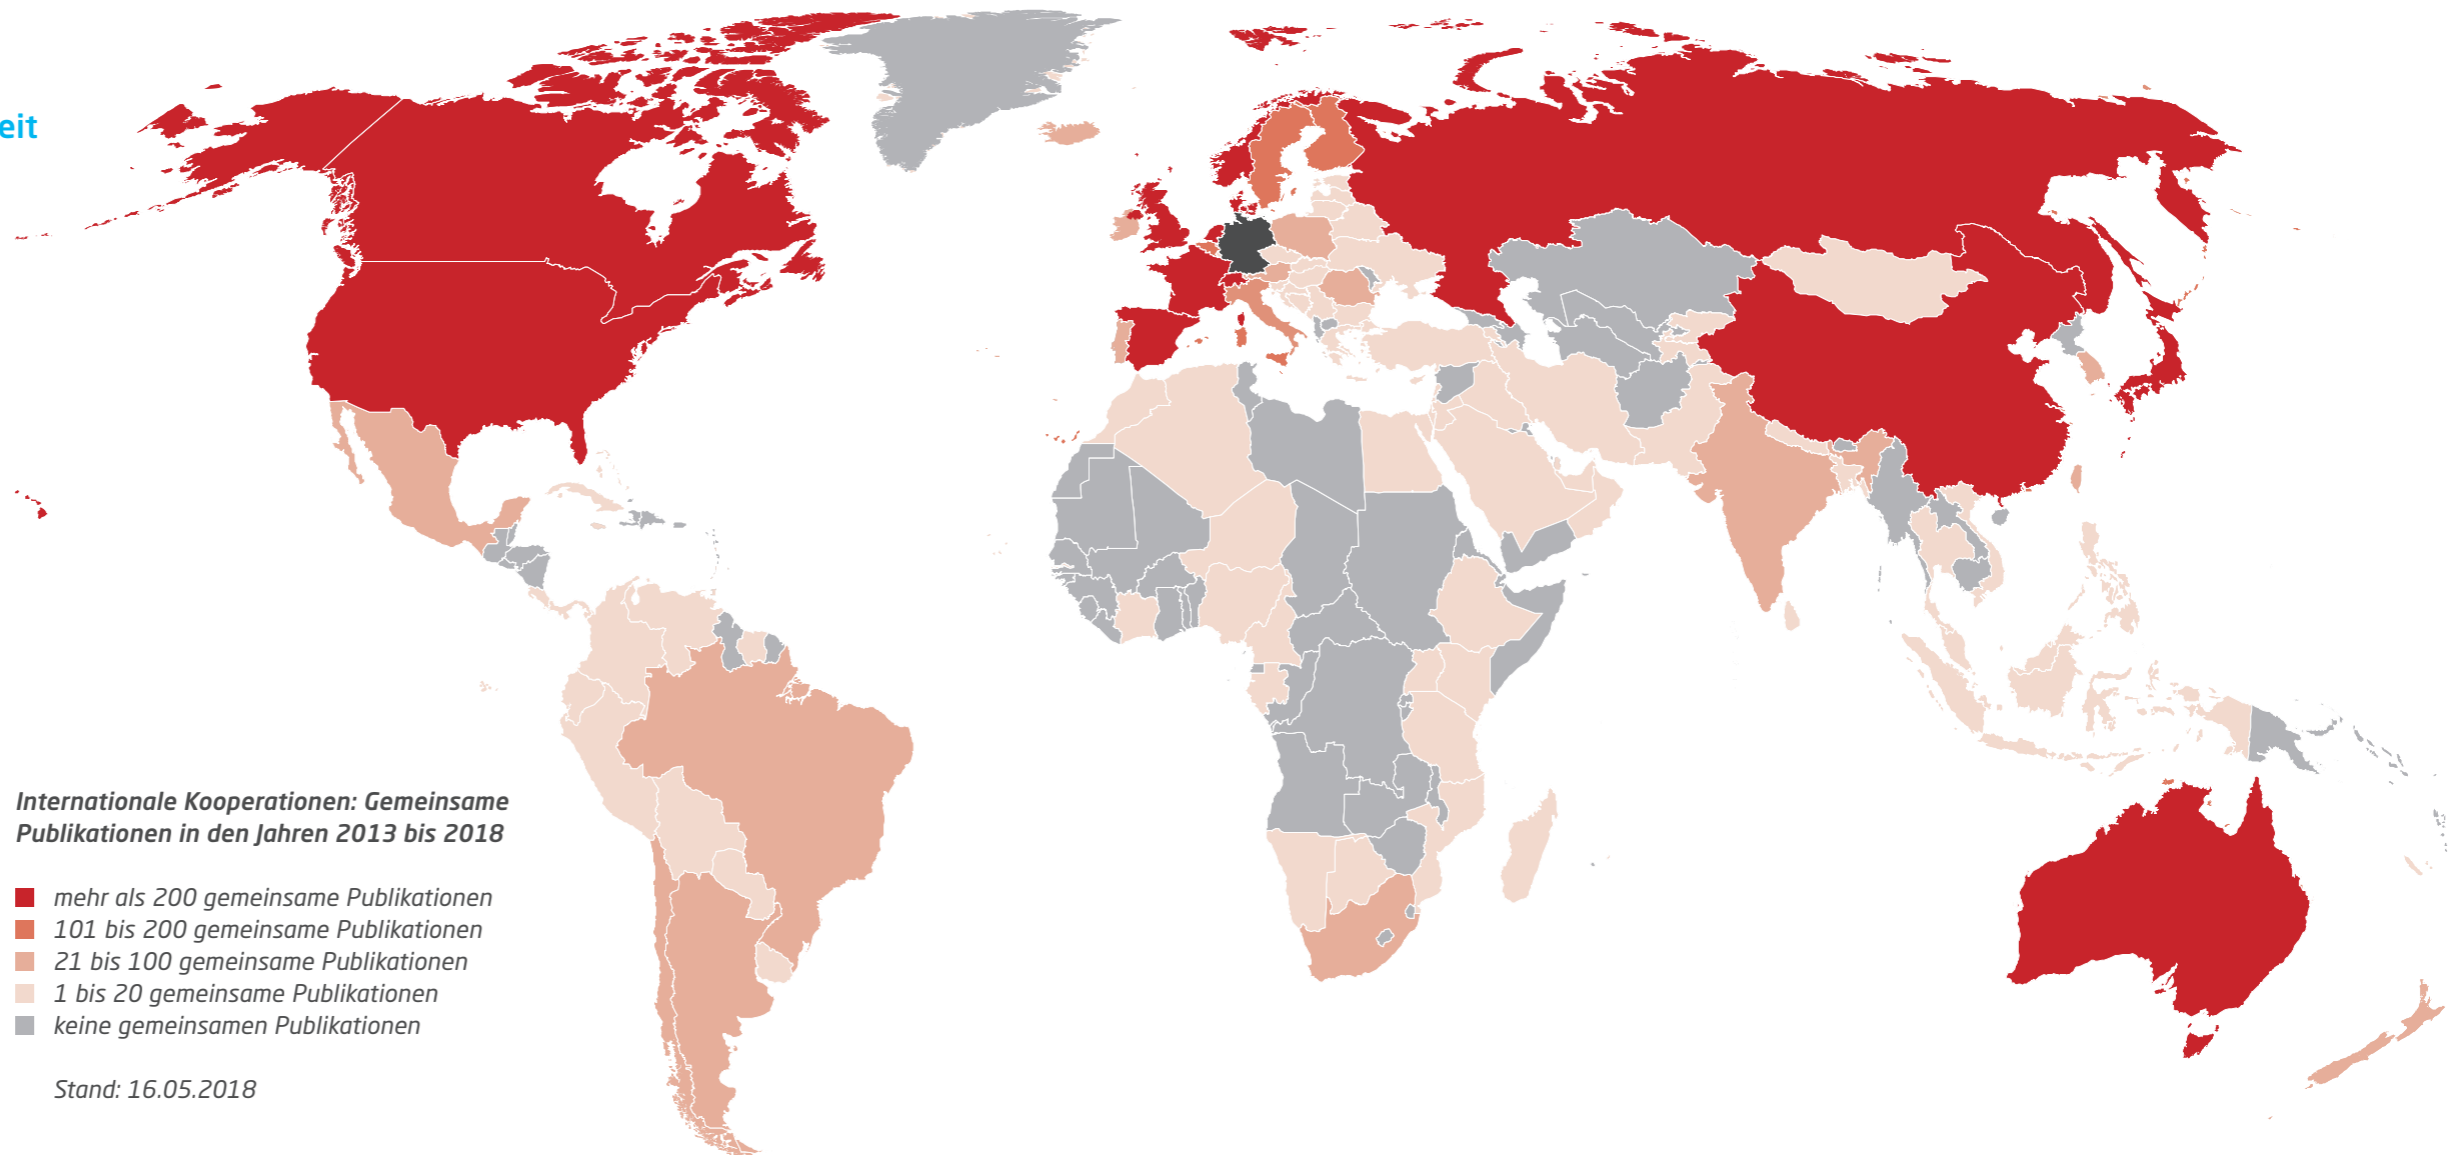 eit
Internationale Kooperationen: Gemeinsame
Publikationen in den Jahren 2013 bis 2018
mehr als 200 gemeinsame Publikationen
101 bis 200 gemeinsame Publikationen
21 bis 100 gemeinsame Publikationen
1 bis 20 gemeinsame Publikationen
keine gemeinsamen Publikationen
Stand: 16.05.2018